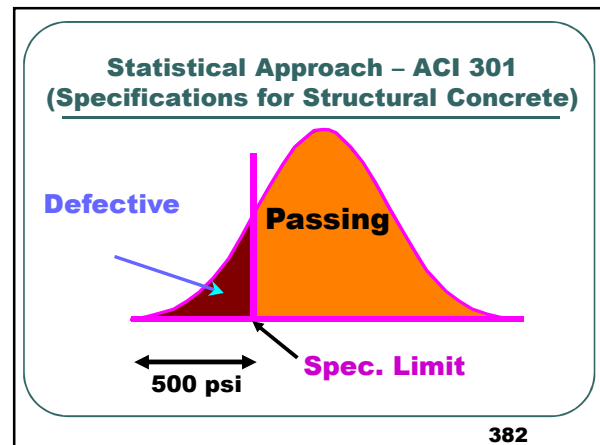 Statistical Approach – ACI 301
(Specifications for Structural Concrete)
Defective
Passing
Spec. Limit
500 psi
382